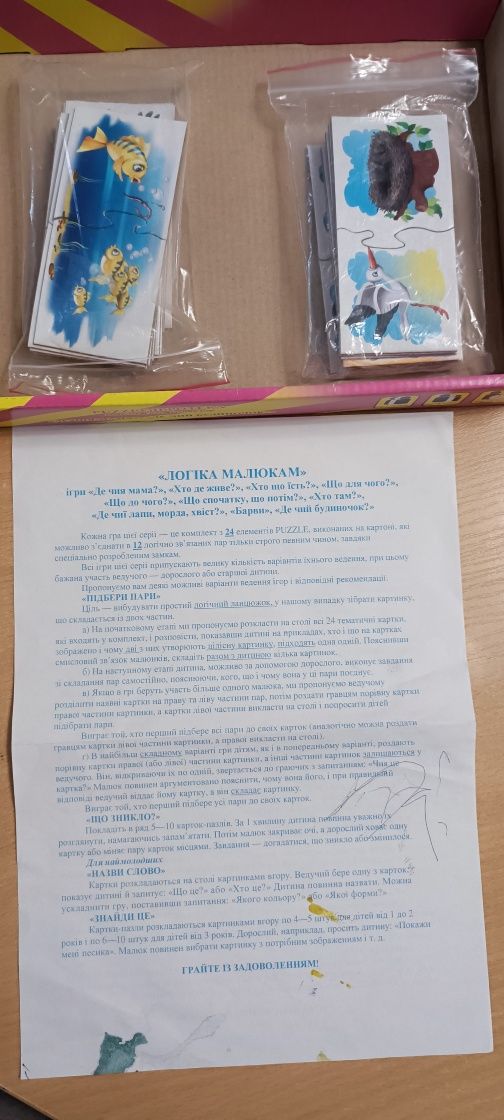 «ЛОГІКА МАЛЮКАМ»
ігри «Де чия мама?», «Хто де живе?», «Хто що їсть?», «Що для чого?»,
«Що до чого?», «Що спочатку, що потім?», «Хто там?»,
«Де чиї лапи, морда, хвіст?», «Барви», «Де чий будиночок?»
Кожна гра цієї серії — це комплект з 24 елементів PUZZLE, виконаних на картоні, які
можливо з'єднати в 12 логічно зв'язаних пар тільки строго певним чином, завдяки
спеціально розробленим замкам.
Всі ігри цієї серії припускають велику кількість варіантів їхнього ведення, при цьому
бажана участь ведучого — дорослого або старшої дитини.
Пропонуємо вам деякі можливі варіанти ведення ігор і відповідні рекомендації.
«ПІДБЕРИ ПАРИ»
Ціль — вибудувати простий логічний ланцюжок, у нашому випадку зібрати картинку,
що складається із двох частин.
а) На початковому етапі ми пропонуємо розкласти на столі всі 24 тематичні картки,
які входять у комплект, і розповісти, показавши дитині на прикладах, хто і що на картках
зображено і чому дві з них утворюють цілісну картинку, підходять одна одній. Пояснивши
смисловий зв'язок малюнків, складіть разом з дитиною кілька картинок.
б) На наступному етапі дитина, можливо за допомогою дорослого, виконує завдання
зі складання пар самостійно, пояснюючи, кого, що і чому вона у ці пари поєднує.
в) Якщо в грі беруть участь більше одного малюка, ми пропонуємо ведучому
розділити наявні картки на праву та ліву частини пар, потім роздати гравцям порівну картки
правої частини картинки, а картки лівої частини викласти на столі і попросити дітей
підібрати пари.
Виграє той, хто перший підбере всі пари до своїх карток (аналогічно можна роздати
гравцям картки лівої частини картинки, а правої викласти на столі).
г) В найбільш складному варіанті гри дітям, як і в попередньому варіанті, роздають
порівну картки правої (або лівої) частини картинки, а інші частини картинок залишаються у
ведучого. Він, відкриваючи їх по одній, звертається до граючих з запитанням: «Чия це
картка?» Малюк повинен аргументовано пояснити, чому вона його, і при правильній
відповіді ведучий віддає йому картку, а він складає картинку.
Виграє той, хто перший підбере усі пари до своїх карток.
«ЩО ЗНИКЛО?»
Покладіть в ряд 5—10 карток-пазлів. За 1 хвилину дитина повинна уважно їх
розглянути, намагаючись запам'ятати. Потім малюк закриває очі, а дорослий ховає одну
картку або міняє пару карток місцями. Завдання — догадатися, що зникло або змінилося.
Для наймолодших
«НАЗВИ СЛОВО»
Картки розкладаються на столі картинками вгору. Ведучий бере одну з карток,
показує дитині й запитує: «Що це?» або «Хто це?» Дитина повинна назвати. Можна
ускладнити гру, поставивши запитання: «Якого кольору?» або «Якої форми?»
«ЗНАЙДИ ЦЕ»
Картки-пазли розкладаються картинками вгору по 4—5 штук для дітей від 1 до 2
років і по 6—10 штук для дітей від 3 років. Дорослий, наприклад, просить дитину: «Покажи
мені песика». Малюк повинен вибрати картинку з потрібним зображенням і т. д.
ГРАЙТЕ ІЗ ЗАДОВОЛЕННЯМ!